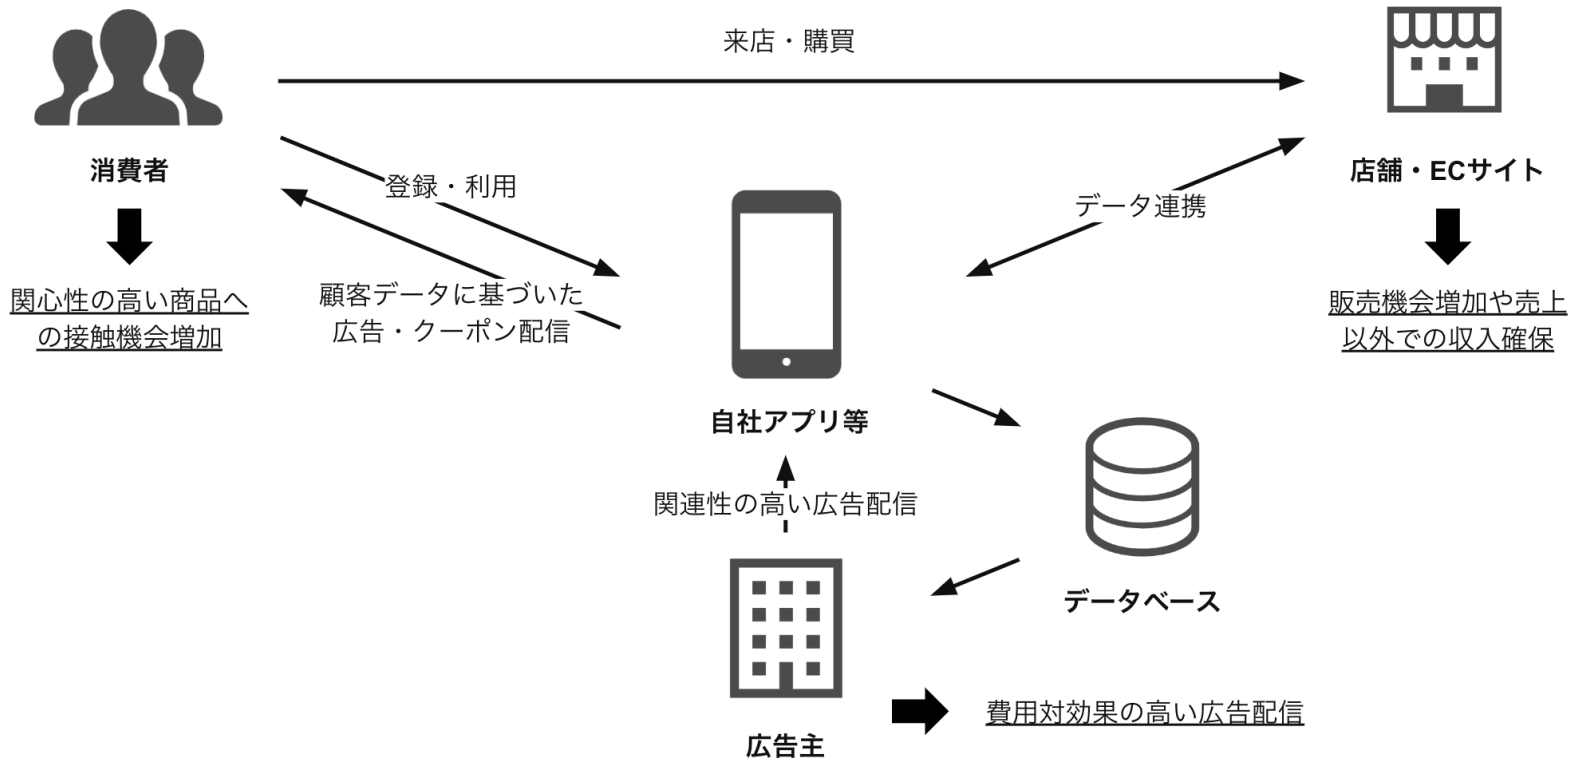 来店・購買
消費者
店舗・ECサイト
登録・利用
データ連携
関心性の高い商品へ
の接触機会増加
顧客データに基づいた
広告・クーポン配信
販売機会増加や売上
以外での収入確保
自社アプリ等
関連性の高い広告配信
データベース
広告主
費用対効果の高い広告配信